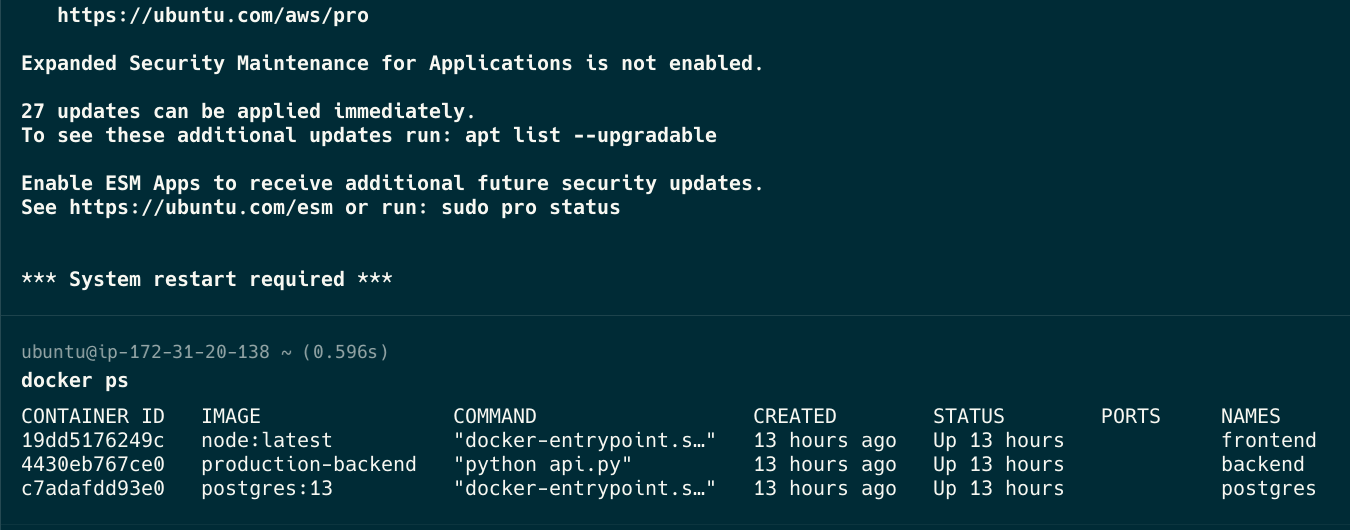 https://ubuntu.com/aws/pro
Expanded Security Maintenance for Applications is not enabled.
27 updates can be applied immediately.
To see these additional updates run: apt list --upgradable
Enable ESM Apps to receive additional future security updates.
See https://ubuntu.com/esm or run: sudo pro status
*** System restart required ***
ubuntu@ip-172-31-20-138 ~ (0.596s)
docker ps
CONTAINER ID   IMAGE                COMMAND                  CREATED        STATUS        PORTS     NAMES
19dd5176249c   node:latest          "docker-entrypoint.s…"   13 hours ago   Up 13 hours             frontend
4430eb767ce0   production-backend   "python api.py"          13 hours ago   Up 13 hours             backend
c7adafdd93e0   postgres:13          "docker-entrypoint.s…"   13 hours ago   Up 13 hours             postgres